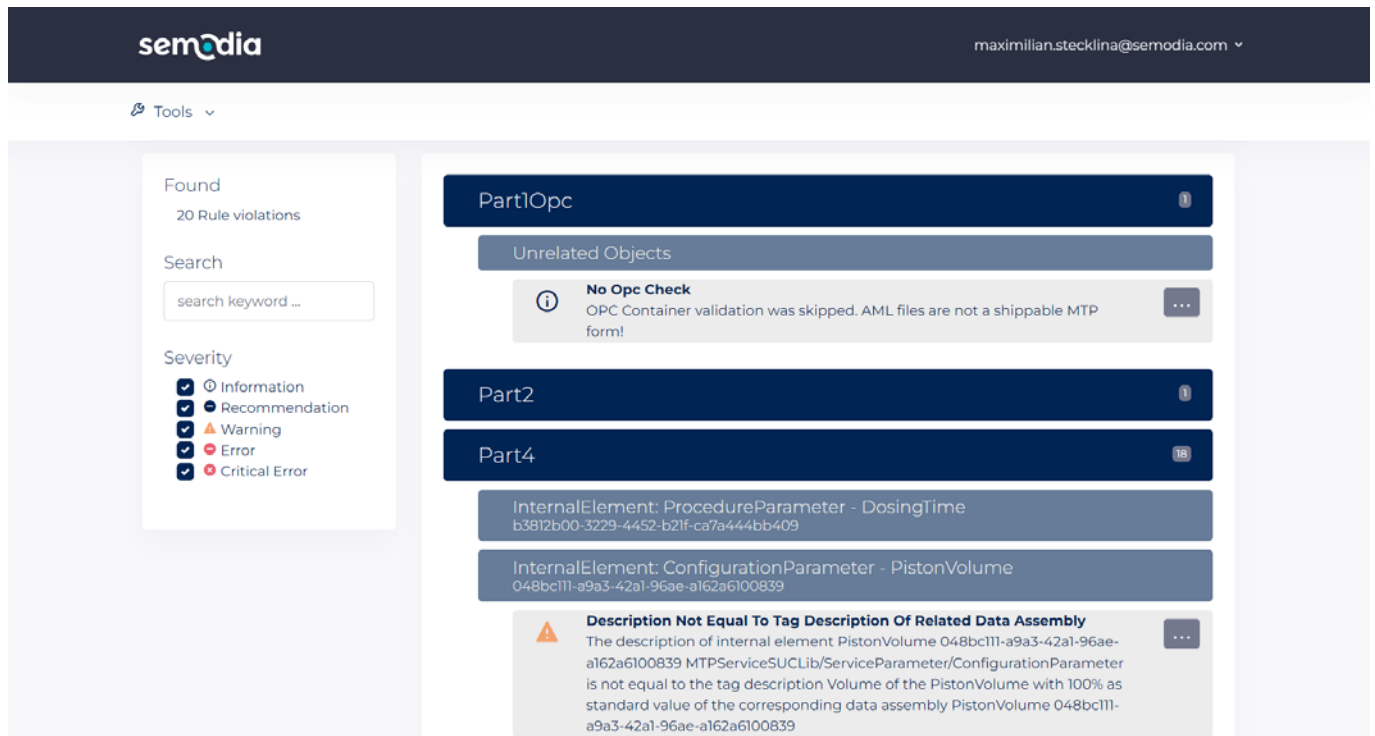 semodia
maximilian.stecklina@semodia.com
Tools
Found
20 Rule violations
Search
search keyword ...
Severity
Information
Recommendation
Warning
Error
Critical Error
Part1Opc
1
Unrelated Objects
No Opc Check
OPC Container validation was skipped. AML files are not a shippable MTP
form!
...
Part2
1
Part4
18
InternalElement: ProcedureParameter - DosingTime
b3812b00-3229-4452-b21f-ca7a444bb409
InternalElement: ConfigurationParameter - PistonVolume
048bc111-a9a3-42a1-96ae-a162a6100839
Description Not Equal To Tag Description Of Related Data Assembly
The description of internal element PistonVolume 048bc111-a9a3-42a1-96ae-
a162a6100839 MTPServiceSUCLib/ServiceParameter/ConfigurationParameter
is not equal to the tag description Volume of the PistonVolume with 100% as
standard value of the corresponding data assembly PistonVolume 048bc111-
a9a3-42a1-96ae-a162a6100839
...